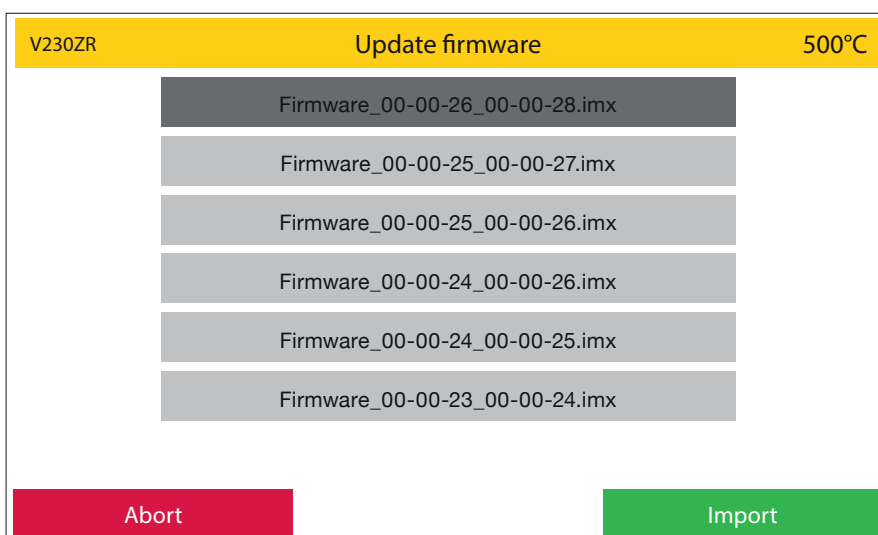 V230ZR Update firmware 500°C
Firmware_00-00-26_00-00-28.imx
Firmware_00-00-25_00-00-27.imx
Firmware_00-00-25_00-00-26.imx
Firmware_00-00-24_00-00-26.imx
Firmware_00-00-24_00-00-25.imx
Firmware_00-00-23_00-00-24.imx
Abort Import